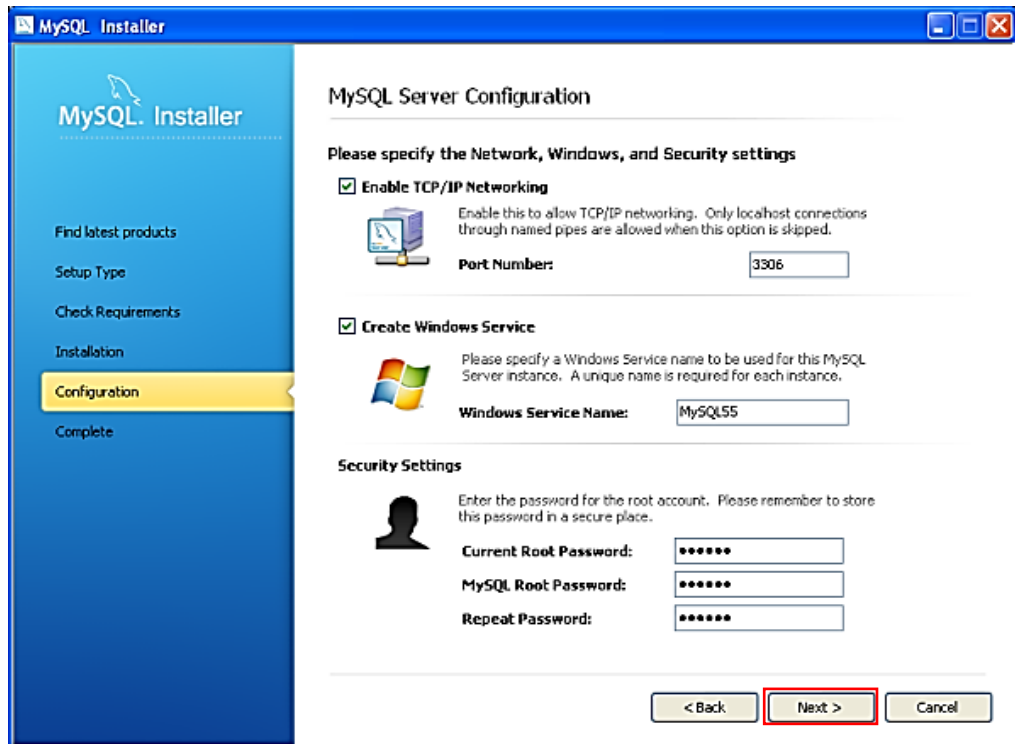 MySQL Installer
MySQL. Installer
Find latest products
Setup Type
Check Requirements
Installation
Configuration
Complete
MySQL Server Configuration
Please specify the Network, Windows, and Security settings
Enable TCP/IP Networking
Enable this to allow TCP/IP networking. Only localhost connections
through named pipes are allowed when this option is skipped.
Server
Port Number: 3306
Create Windows Service
Please specify a Windows Service name to be used for this MySQL
Server instance. A unique name is required for each instance.
Windows Service Name: MySQL55
Security Settings
Enter the password for the root account. Please remember to store
this password in a secure place.
Current Root Password: ●●●●●●
MySQL Root Password: ●●●●●●
Repeat Password: ●●●●●●
< Back Next > Cancel